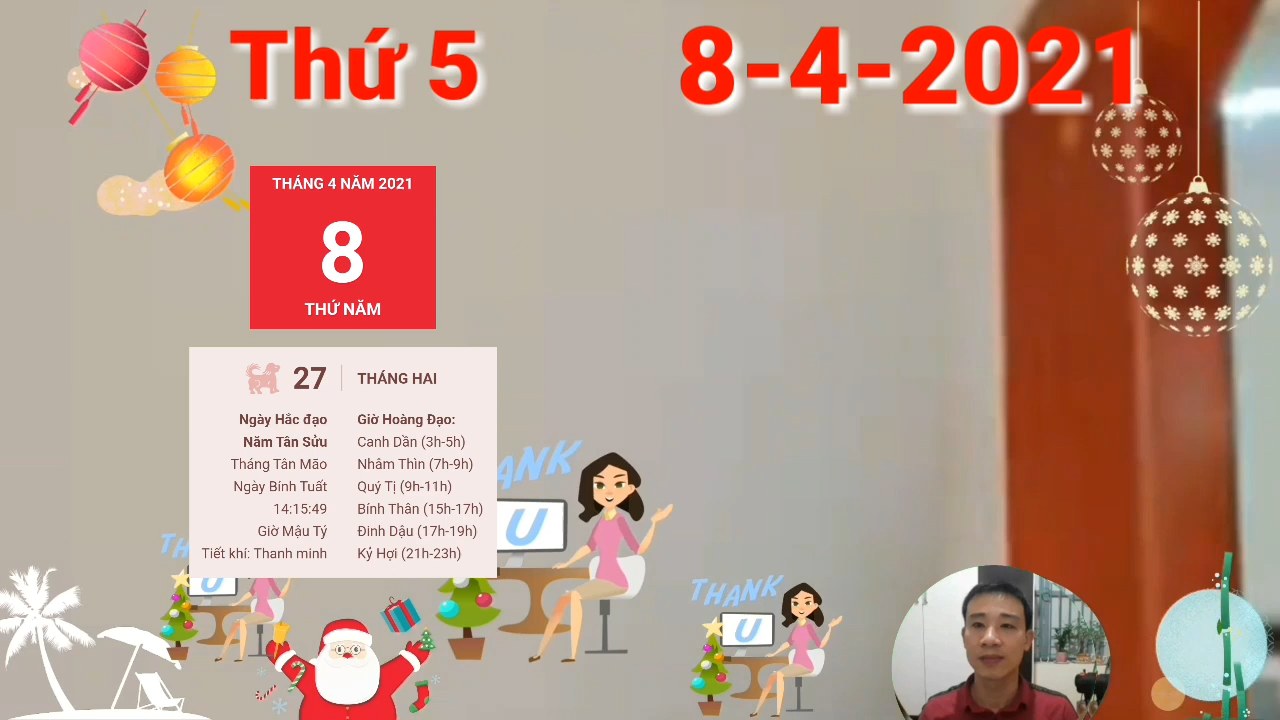 Thứ 5
8-4-2021
THÁNG 4 NĂM 2021
8
THỨ NĂM
27
THÁNG HAI
Ngày Hắc đạo
Năm Tân Sửu
Tháng Tân Mão
Ngày Bính Tuất
14:15:49
Giờ Mậu Tý
Tiết khí: Thanh minh
Giờ Hoàng Đạo:
Canh Dần (3h-5h)
Nhâm Thìn (7h-9h)
Quý Tị (9h-11h)
Bính Thân (15h-17h)
Đinh Dậu (17h-19h)
Kỷ Hợi (21h-23h)
ANK
U
TH
U
THANK
U